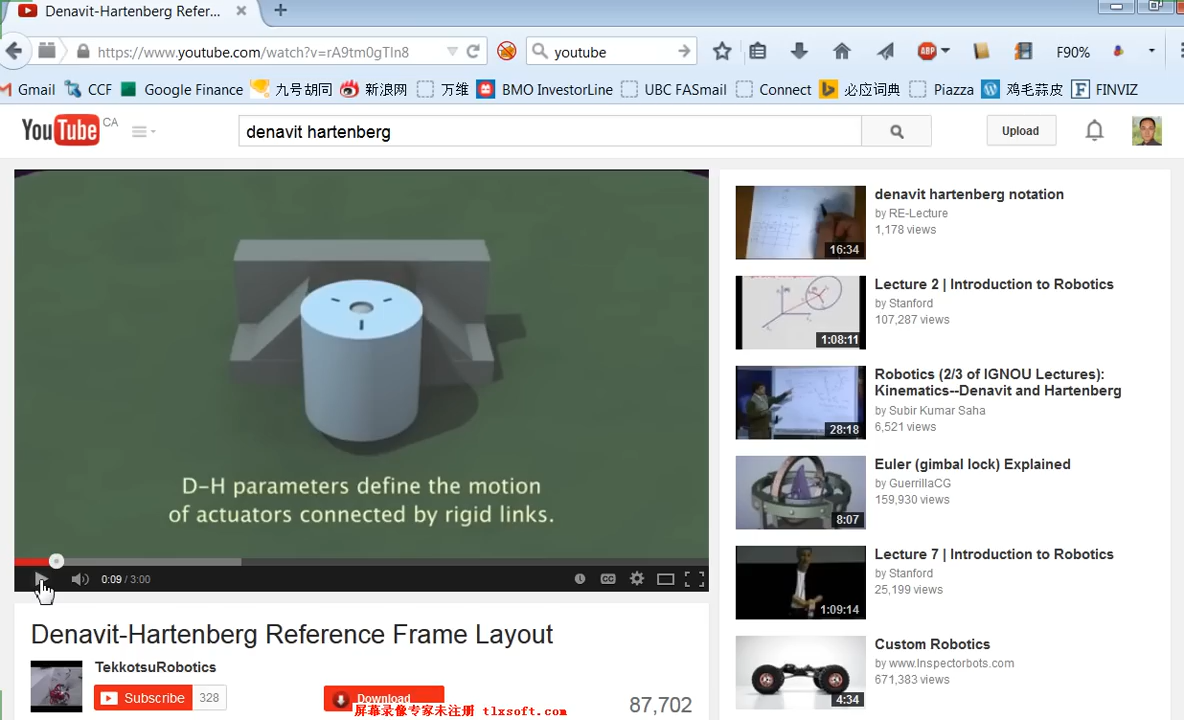 Denavit-Hartenberg Refer...
https://www.youtube.com/watch?v=rA9tm0gTIn8
youtube
ABP
F90%
Gmail
CCF
Google Finance
九号胡同
新浪网
万维
BMO InvestorLine
UBC FASmail
Connect
必应词典
Piazza
鸡毛蒜皮
F FINVIZ
YouTube CA
denavit hartenberg
Upload
D-H parameters define the motion
of actuators connected by rigid links.
0:09 / 3:00
CC
Denavit-Hartenberg Reference Frame Layout
TekkotsuRobotics
Subscribe 328
Download
87,702
屏幕录像专家未注册 tlxsoft.com
denavit hartenberg notation
by RE-Lecture
1,178 views
16:34
Lecture 2 | Introduction to Robotics
by Stanford
107,287 views
1:08:11
Robotics (2/3 of IGNOU Lectures):
Kinematics--Denavit and Hartenberg
by Subir Kumar Saha
6,521 views
28:18
Euler (gimbal lock) Explained
by GuerrillaCG
159,930 views
8:07
Lecture 7 | Introduction to Robotics
by Stanford
25,199 views
1:09:14
Custom Robotics
by www.Inspectorbots.com
671,383 views
4:34